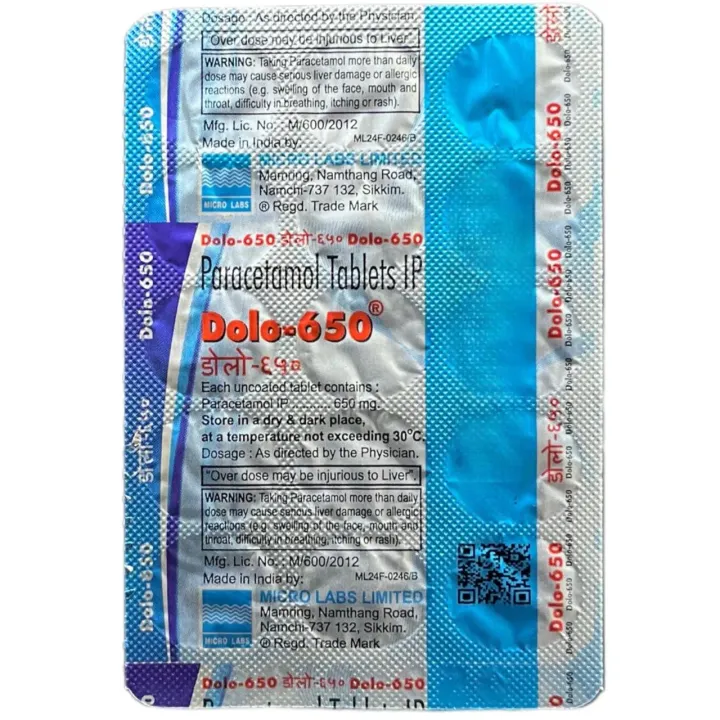 Dosage : As directed by the Physician.
"Over dose may be injurious to Liver".
WARNING: Taking Paracetamol more than daily
dose may cause serious liver damage or allergic
reactions (e.g. swelling of the face, mouth and
throat, difficulty in breathing, itching or rash).
Mfg. Lic. No. : M/600/2012
Made in India by: ML24F-0246/B
MICRO LABS LIMITED
Mamring, Namthang Road,
Namchi-737 132, Sikkim.
® Regd. Trade Mark
MICRO LABS
Dolo-650 डोलो-६५० Dolo-650
Paracetamol Tablets IP
Dolo-650®
डोलो-६५०
Each uncoated tablet contains :
Paracetamol IP .......... 650 mg.
Store in a dry & dark place,
at a temperature not exceeding 30°C.
Dosage : As directed by the Physician.
"Over dose may be injurious to Liver".
WARNING: Taking Paracetamol more than daily
dose may cause serious liver damage or allergic
reactions (e.g. swelling of the face, mouth and
throat, difficulty in breathing, itching or rash).
Mfg. Lic. No. : M/600/2012
Made in India by: ML24F-0246/B
MICRO LABS LIMITED
Mamring, Namthang Road,
Namchi-737 132, Sikkim.
® Regd. Trade Mark
MICRO LABS
Dolo-650 डोलो-६५० Dolo-650
Dolo-650
Dolo-650
डोलो-६५०
Dolo-650
Dolo-650
Dolo-650
डोलो-६५०
Dolo-650